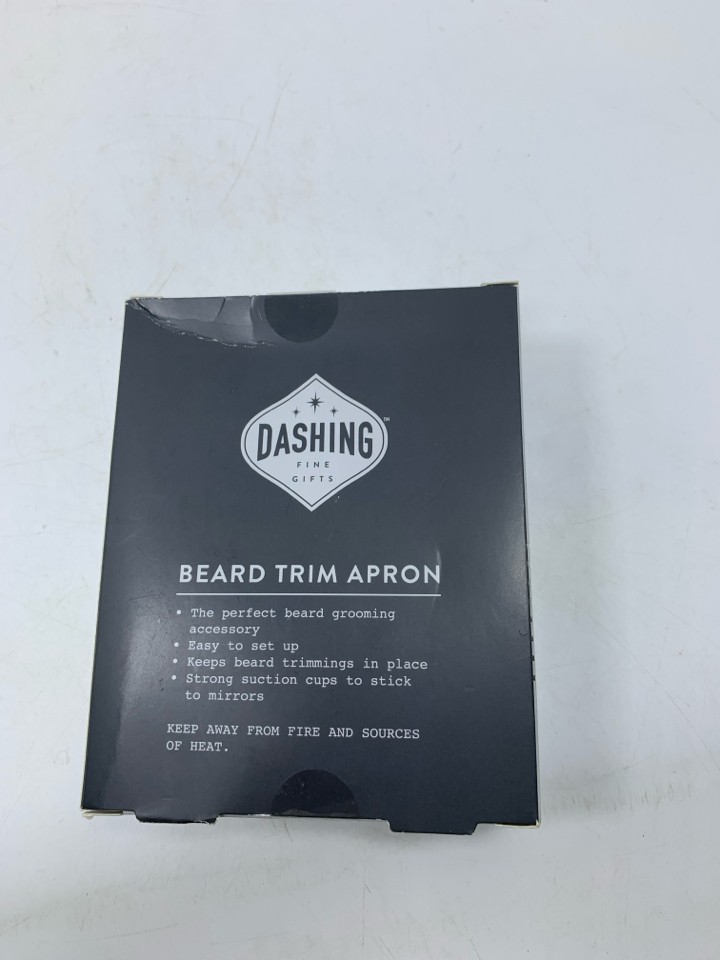 DASHING™
FINE
GIFTS
BEARD TRIM APRON
• The perfect beard grooming
accessory
• Easy to set up
• Keeps beard trimmings in place
• Strong suction cups to stick
to mirrors
KEEP AWAY FROM FIRE AND SOURCES
OF HEAT.